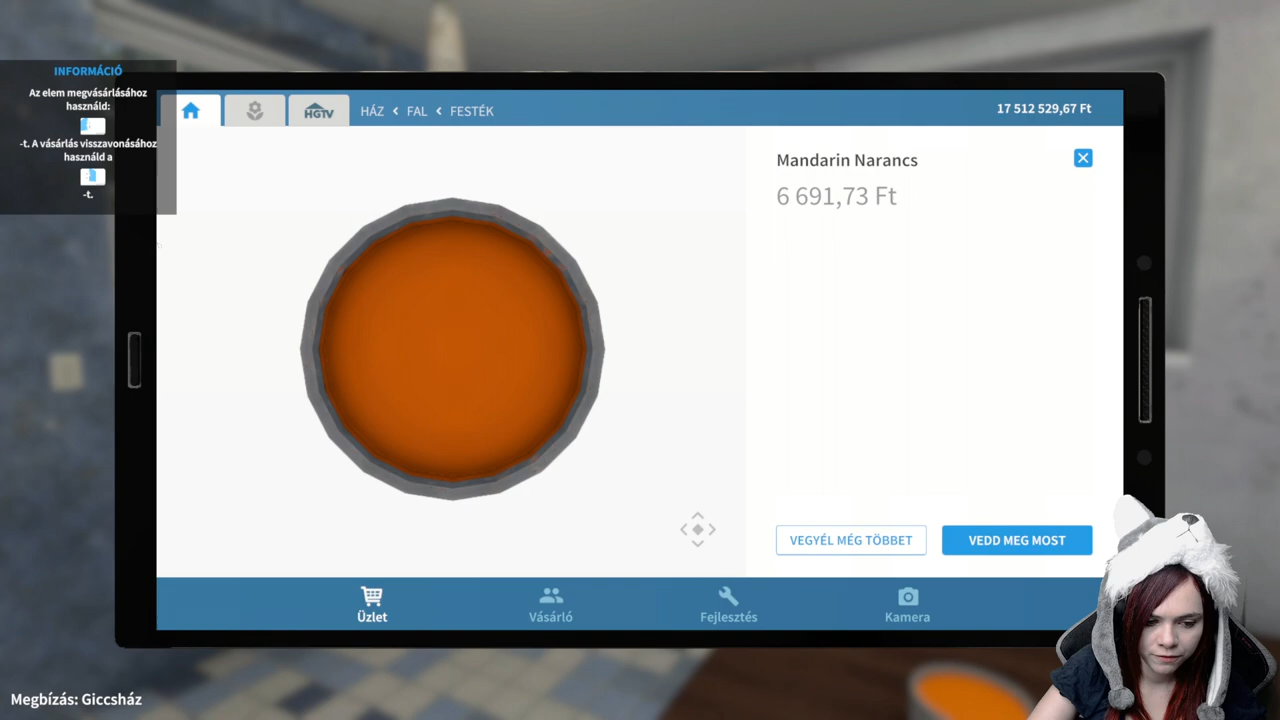 INFORMÁCIÓ
Az elem megvásárlásához
használd:
-t. A vásárlás visszavonásához
használd a
-t.
HGTV
HÁZ < FAL < FESTÉK
17 512 529,67 Ft
Mandarin Narancs
6 691,73 Ft
VEGYÉL MÉG TÖBBET
VEDD MEG MOST
Üzlet
Vásárló
Fejlesztés
Kamera
Megbízás: Giccsház